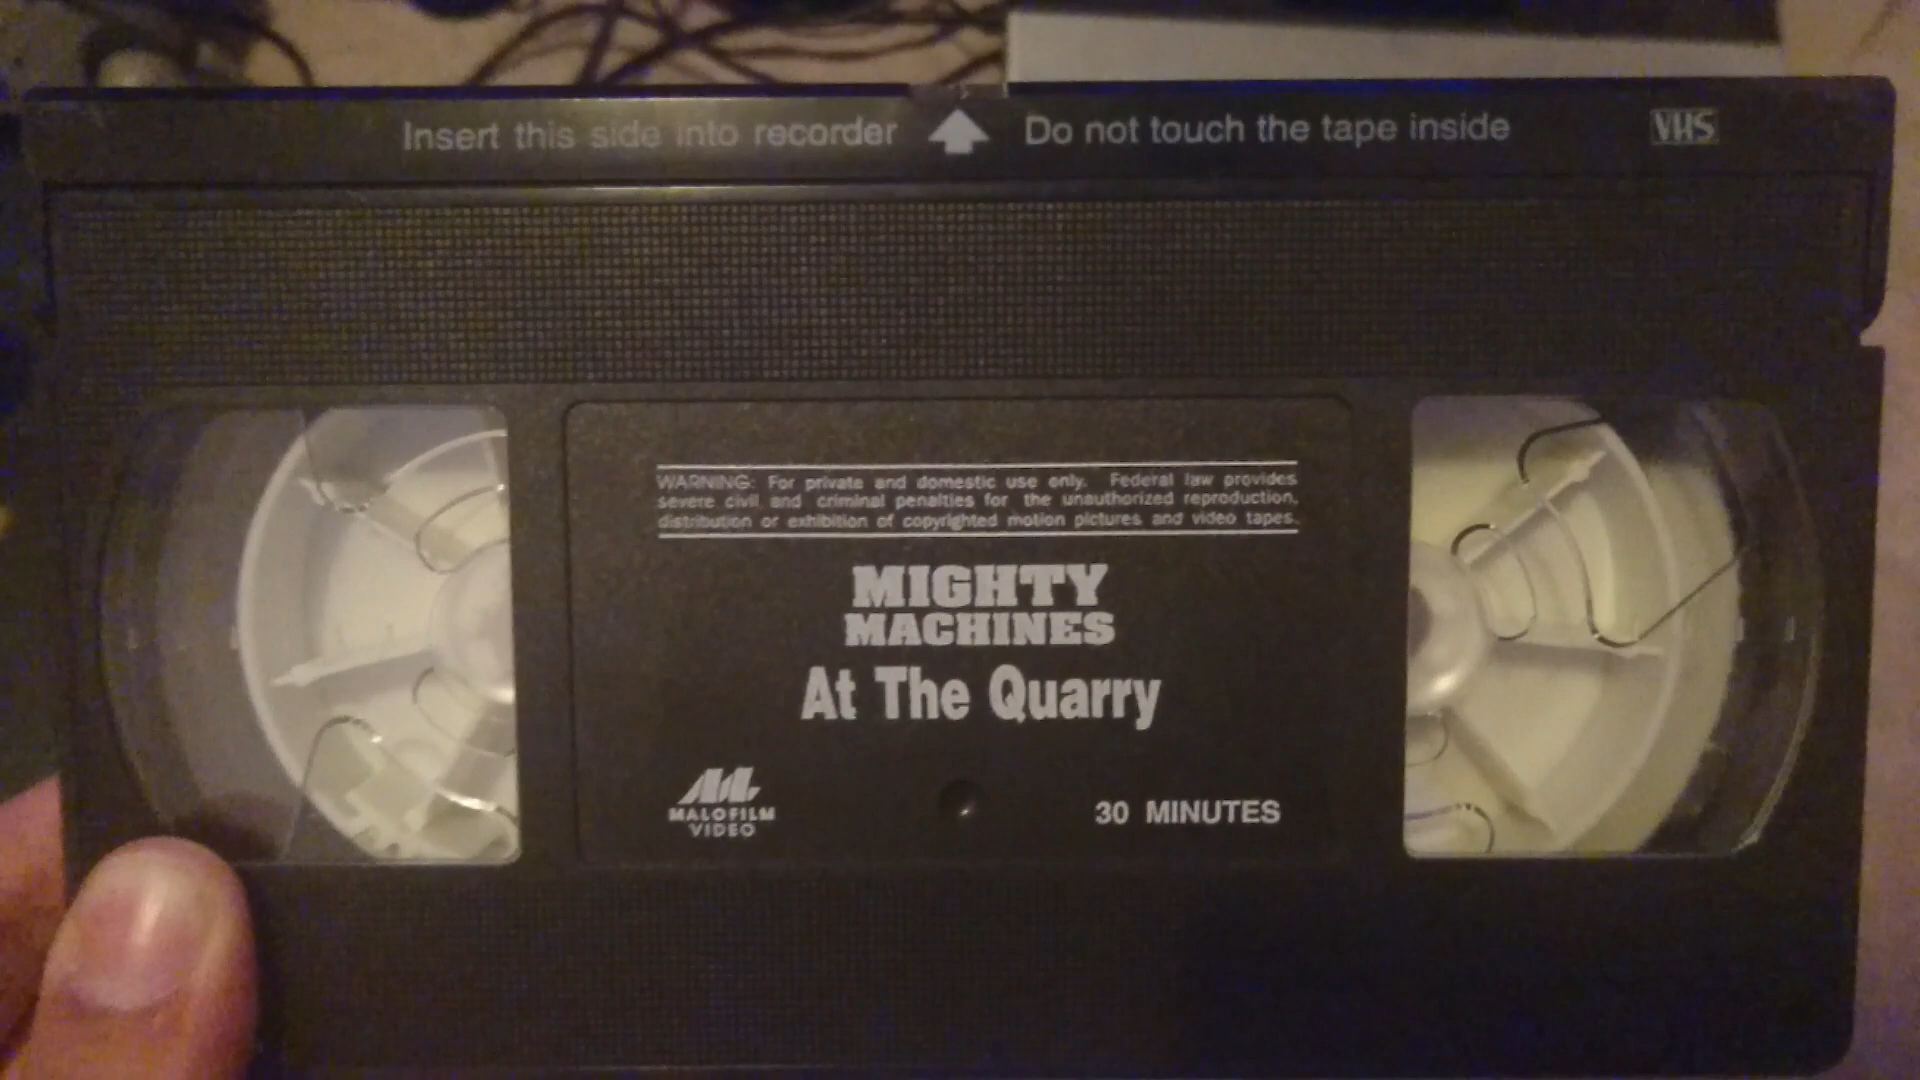 Insert this side into recorder Do not touch the tape inside VHS
WARNING: For private and domestic use only. Federal law provides
severe civil and criminal penalties for the unauthorized reproduction,
distribution or exhibition of copyrighted motion pictures and video tapes.
MIGHTY
MACHINES
At The Quarry
MALOFILM
VIDEO
30 MINUTES